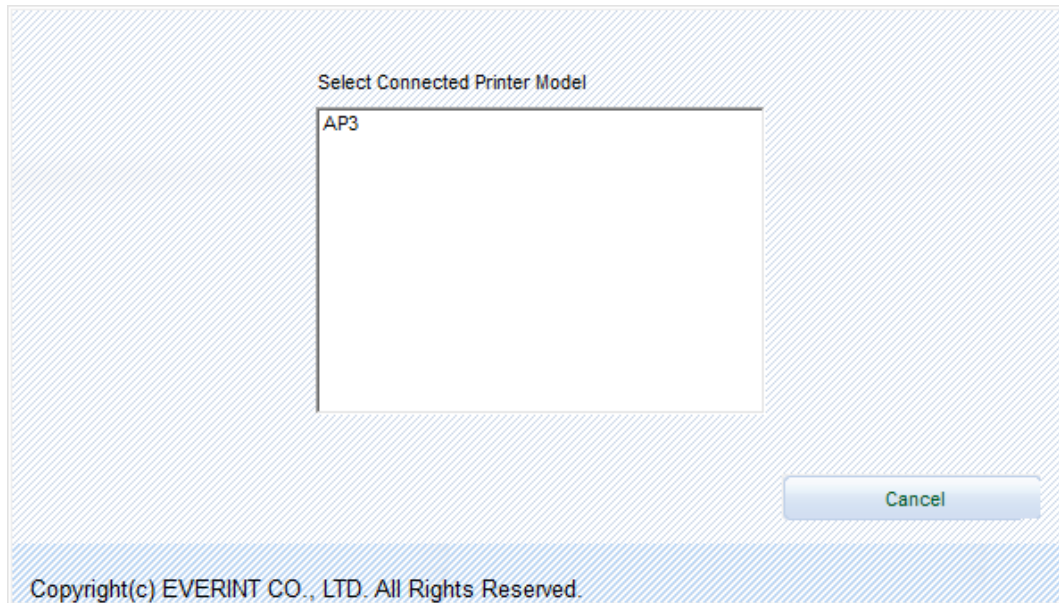 Select Connected Printer Model
AP3
Cancel
Copyright(c) EVERINT CO., LTD. All Rights Reserved.